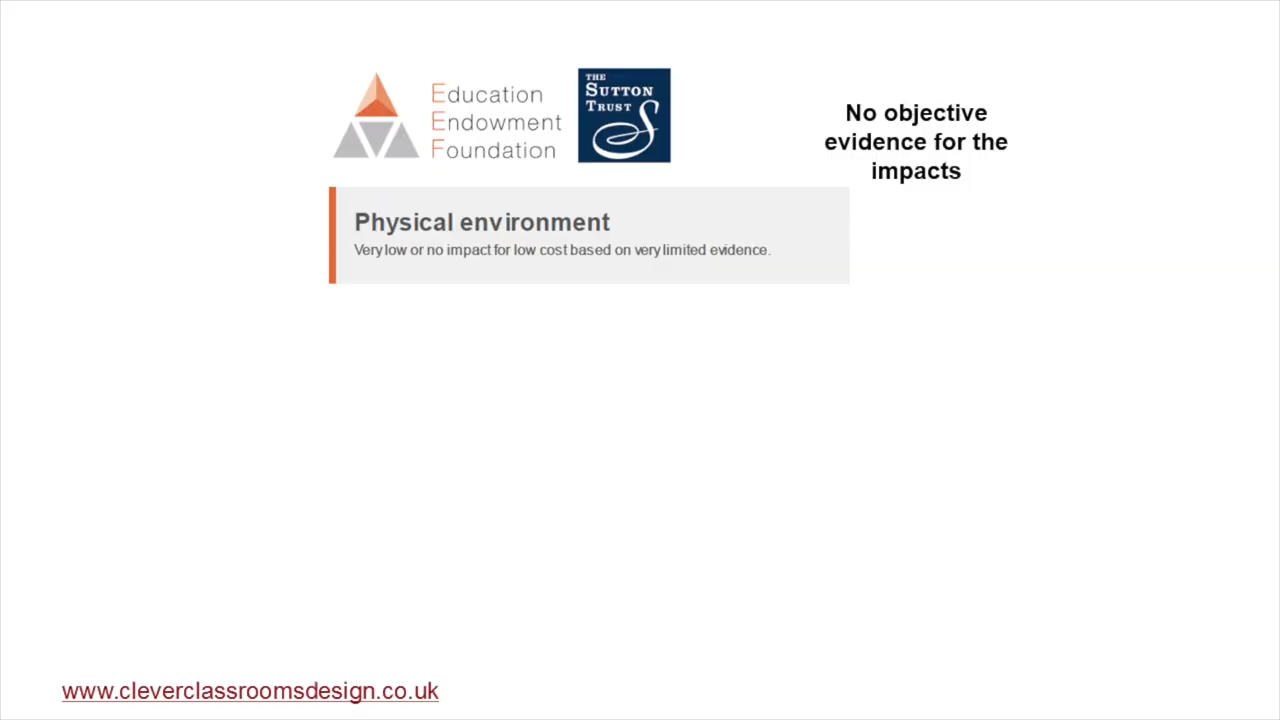 Education
Endowment
Foundation
THE
SUTTON
TRUST
No objective
evidence for the
impacts
Physical environment
Very low or no impact for low cost based on very limited evidence.
www.cleverclassroomsdesign.co.uk